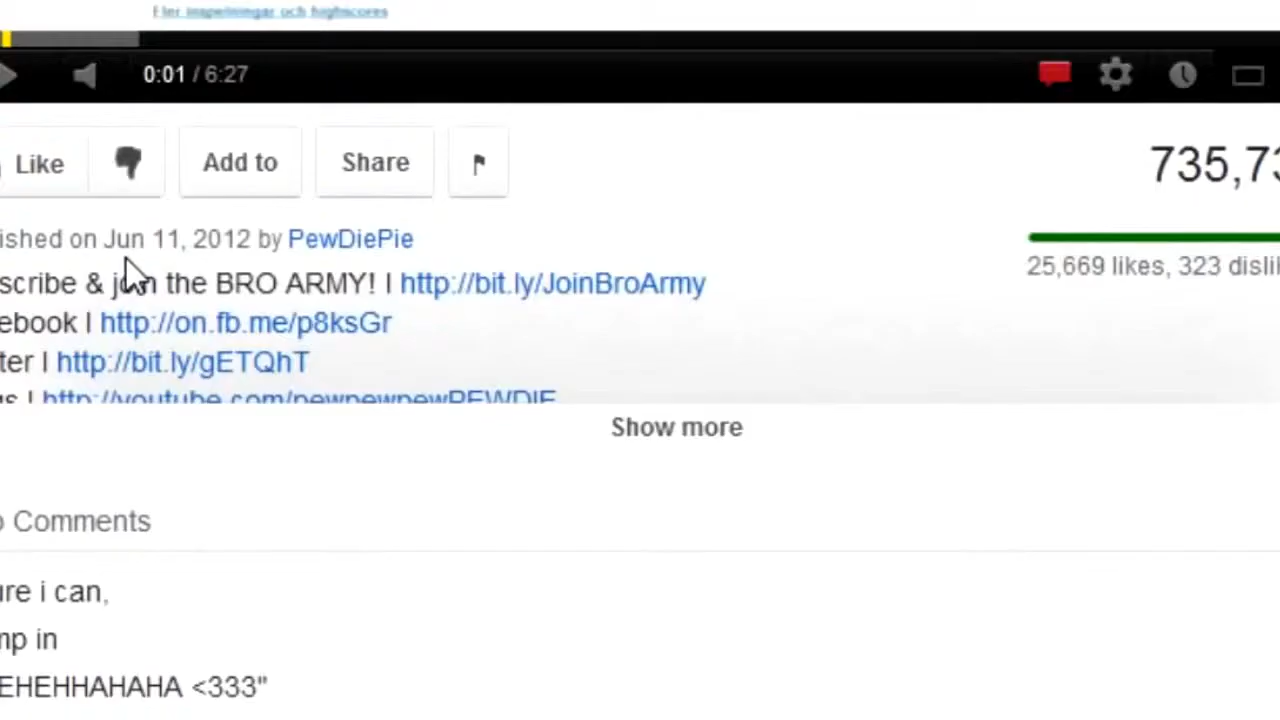 Fler inspelningar och highscores
0:01 / 6:27
Like
Add to
Share
735,73
ished on Jun 11, 2012 by PewDiePie
scribe & join the BRO ARMY! | http://bit.ly/JoinBroArmy
25,669 likes, 323 dislik
ebook | http://on.fb.me/p8ksGr
ter | http://bit.ly/gETQhT
s | http://youtube.com/pewpewpewPEWDIE
Show more
o Comments
ure i can,
mp in
EHEHHAHAHA <333"